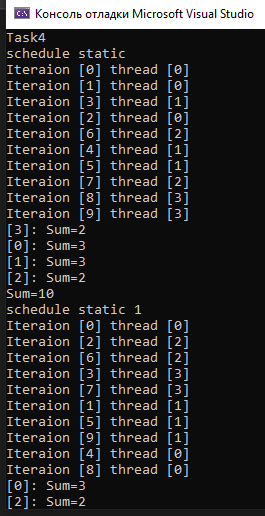 Консоль отладки Microsoft Visual Studio
Task4
schedule static
Iteraion [0] thread [0]
Iteraion [1] thread [0]
Iteraion [3] thread [1]
Iteraion [2] thread [0]
Iteraion [6] thread [2]
Iteraion [4] thread [1]
Iteraion [5] thread [1]
Iteraion [7] thread [2]
Iteraion [8] thread [3]
Iteraion [9] thread [3]
[3]: Sum=2
[0]: Sum=3
[1]: Sum=3
[2]: Sum=2
Sum=10
schedule static 1
Iteraion [0] thread [0]
Iteraion [2] thread [2]
Iteraion [6] thread [2]
Iteraion [3] thread [3]
Iteraion [7] thread [3]
Iteraion [1] thread [1]
Iteraion [5] thread [1]
Iteraion [9] thread [1]
Iteraion [4] thread [0]
Iteraion [8] thread [0]
[0]: Sum=3
[2]: Sum=2